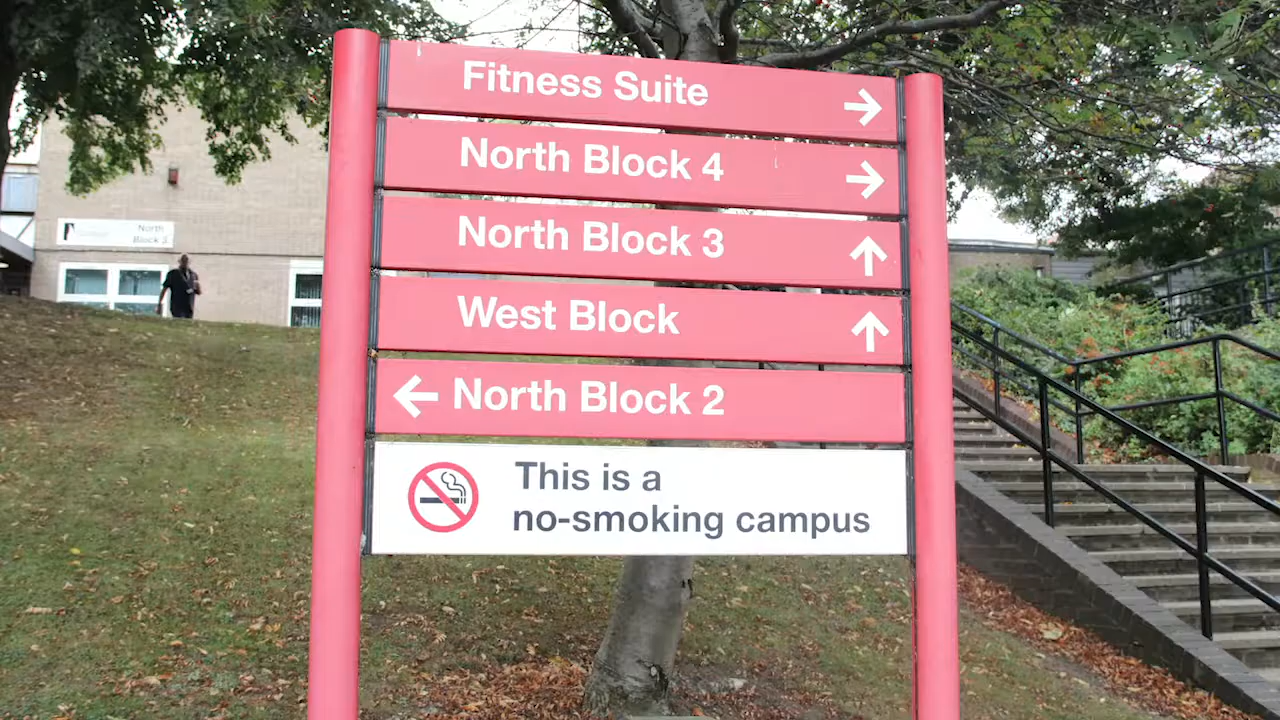 Fitness Suite →
North Block 4 →
North Block 3 ↑
West Block ↑
← North Block 2
This is a
no-smoking campus
North
Block 3